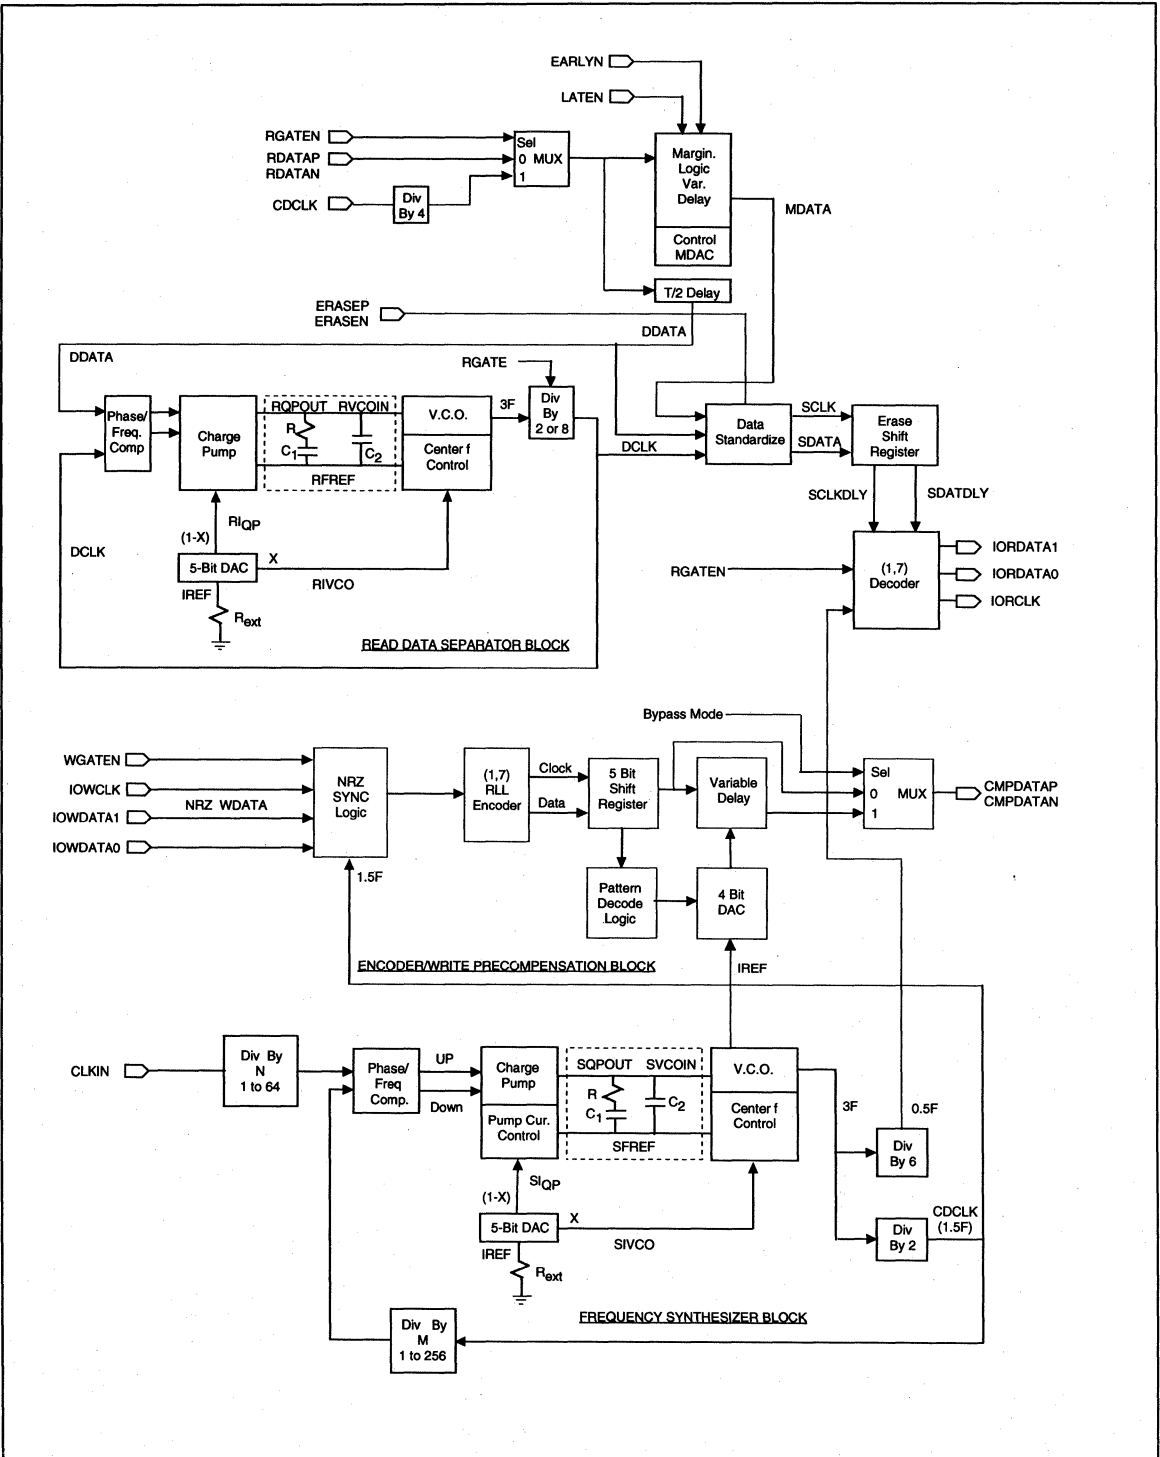 EARLYN
LATEN
RGATEN
RDATAP
RDATAN
CDCLK
Div
By 4
Sel
0 MUX
1
Margin.
Logic
Var.
Delay
Control
MDAC
MDATA
T/2 Delay
ERASEP
ERASEN
DDATA
DDATA
RGATE
Phase/
Freq.
Comp
Charge
Pump
RQPOUT RVCOIN
R
C1
C2
RFREF
V.C.O.
Center f
Control
3F
Div
By
2 or 8
DCLK
Data
Standardize
SCLK
SDATA
Erase
Shift
Register
SCLKDLY
SDATDLY
RIQP
(1-X)
X
DCLK
5-Bit DAC
RIVCO
IREF
Rext
READ DATA SEPARATOR BLOCK
RGATEN
(1,7)
Decoder
IORDATA1
IORDATA0
IORCLK
Bypass Mode
WGATEN
IOWCLK
NRZ WDATA
IOWDATA1
IOWDATA0
NRZ
SYNC
Logic
1.5F
(1,7)
RLL
Encoder
Clock
Data
5 Bit
Shift
Register
Variable
Delay
Sel
0 MUX
1
CMPDATAP
CMPDATAN
Pattern
Decode
Logic
4 Bit
DAC
ENCODER/WRITE PRECOMPENSATION BLOCK
IREF
CLKIN
Div By
N
1 to 64
Phase/
Freq
Comp.
UP
Down
Charge
Pump
Pump Cur.
Control
SQPOUT SVCOIN
R
C1
C2
SFREF
V.C.O.
Center f
Control
3F
0.5F
Div
By 6
SIQP
(1-X)
X
5-Bit DAC
SIVCO
IREF
Rext
CDCLK
(1.5F)
Div
By 2
FREQUENCY SYNTHESIZER BLOCK
Div By
M
1 to 256